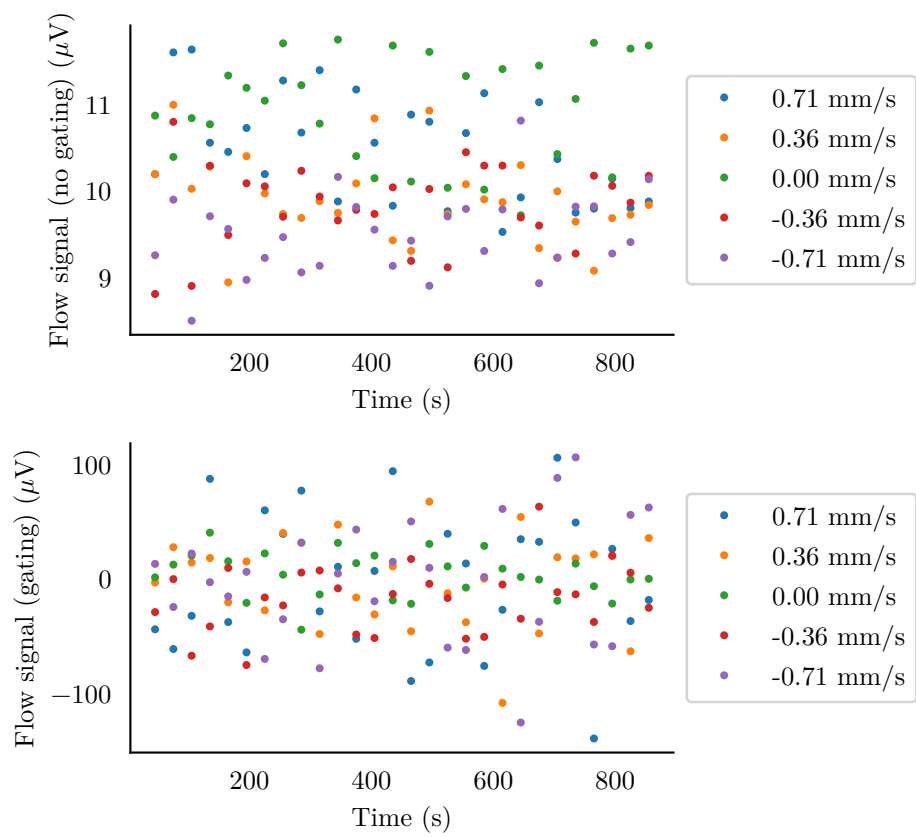 Flow signal (no gating) (μV)
11
10
9
200
400
600
800
Time (s)
0.71 mm/s
0.36 mm/s
0.00 mm/s
-0.36 mm/s
-0.71 mm/s
Flow signal (gating) (μV)
100
0
−100
200
400
600
800
Time (s)
0.71 mm/s
0.36 mm/s
0.00 mm/s
-0.36 mm/s
-0.71 mm/s